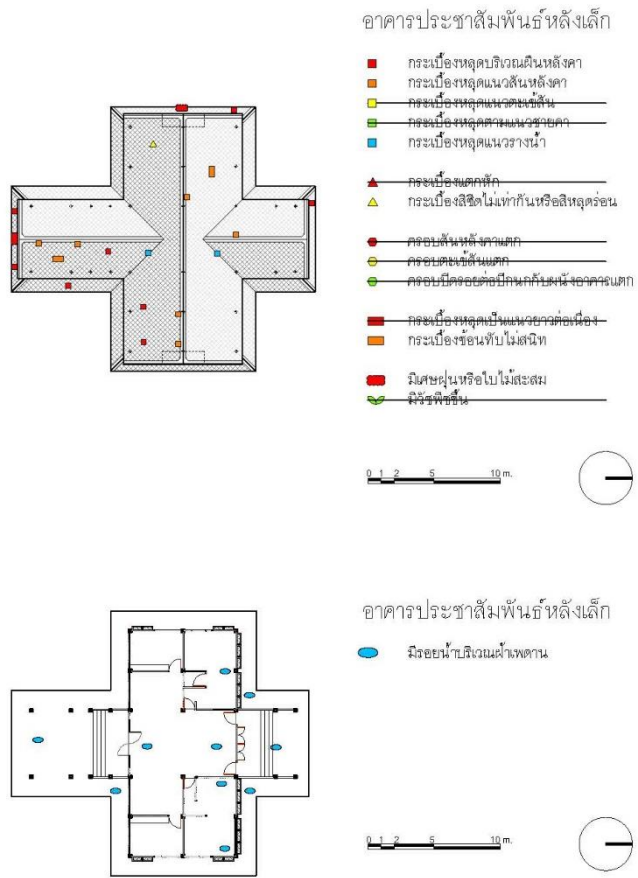 อาคารประชาสัมพันธ์หลังเล็ก
กระเบื้องหลุดบริเวณผืนหลังคา
กระเบื้องหลุดแนวสันหลังคา
กระเบื้องหลุดแนวตะเข้สัน
กระเบื้องหลุดตามแนวชายคา
กระเบื้องหลุดแนวรางน้ำ
กระเบื้องแตกหัก
กระเบื้องสีซีดไม่เท่ากันหรือสีหลุดร่อน
ครอบสันหลังคาแตก
ครอบตะเข้สันแตก
ครอบปิดรอยต่อปีกนกกับผนังอาคารแตก
กระเบื้องหลุดเป็นแนวยาวต่อเนื่อง
กระเบื้องซ้อนทับไม่สนิท
มีเศษฝุ่นหรือใบไม้สะสม
มีวัชพืชขึ้น
0 1 2 5 10 m.
อาคารประชาสัมพันธ์หลังเล็ก
มีรอยน้ำบริเวณฝ้าเพดาน
0 1 2 5 10 m.